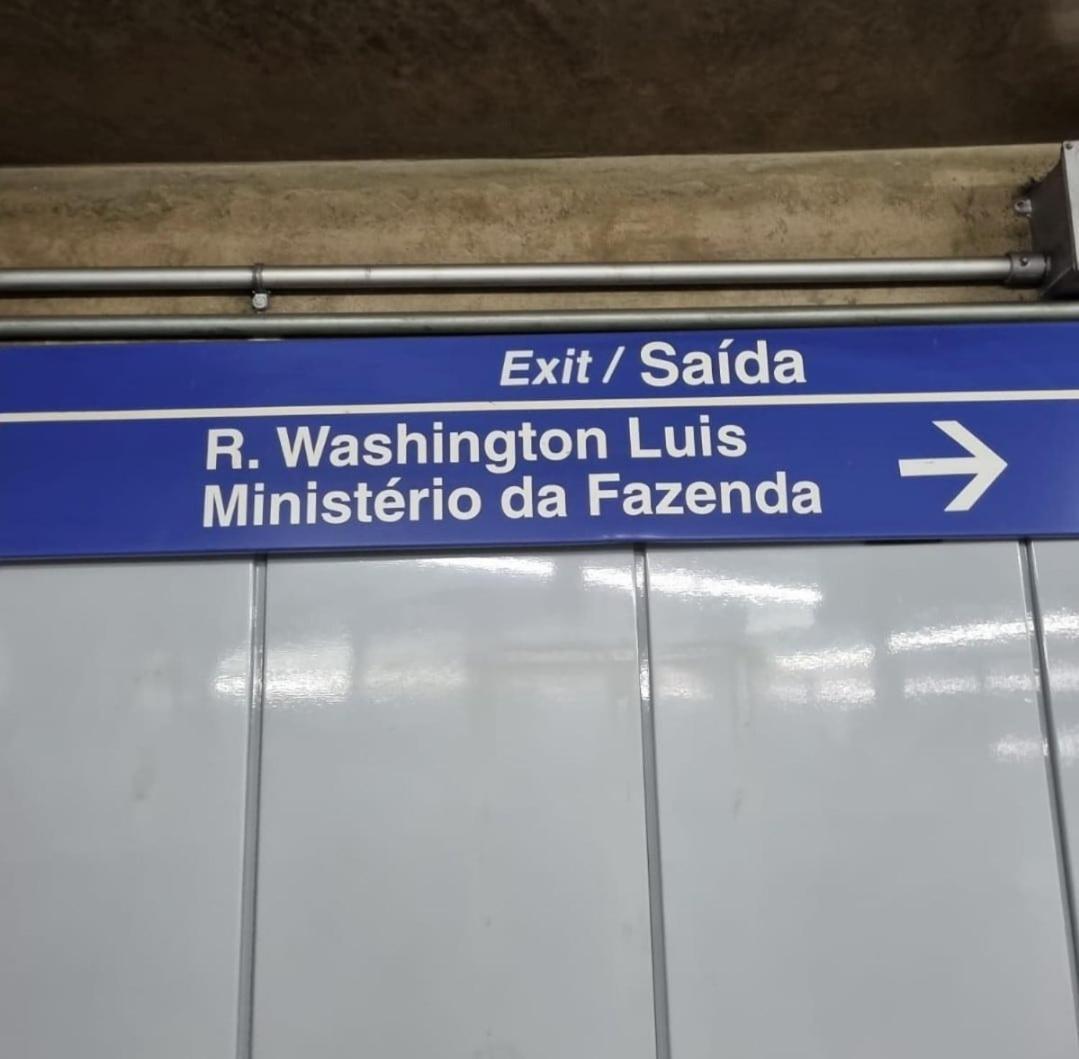 Exit / Saída
R. Washington Luis
Ministério da Fazenda